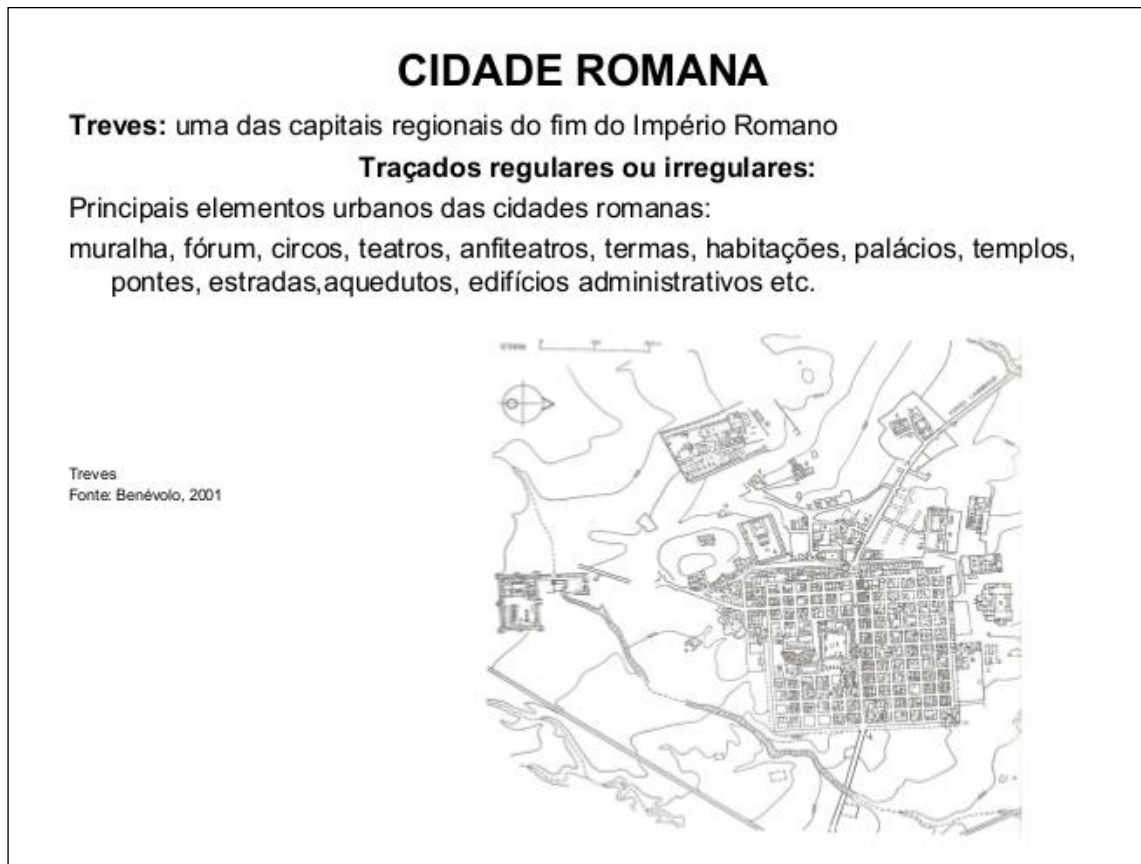 CIDADE ROMANA
Treves: uma das capitais regionais do fim do Império Romano
Traçados regulares ou irregulares:
Principais elementos urbanos das cidades romanas:
muralha, fórum, circos, teatros, anfiteatros, termas, habitações, palácios, templos,
pontes, estradas,aquedutos, edifícios administrativos etc.
Treves
Fonte: Benévolo, 2001